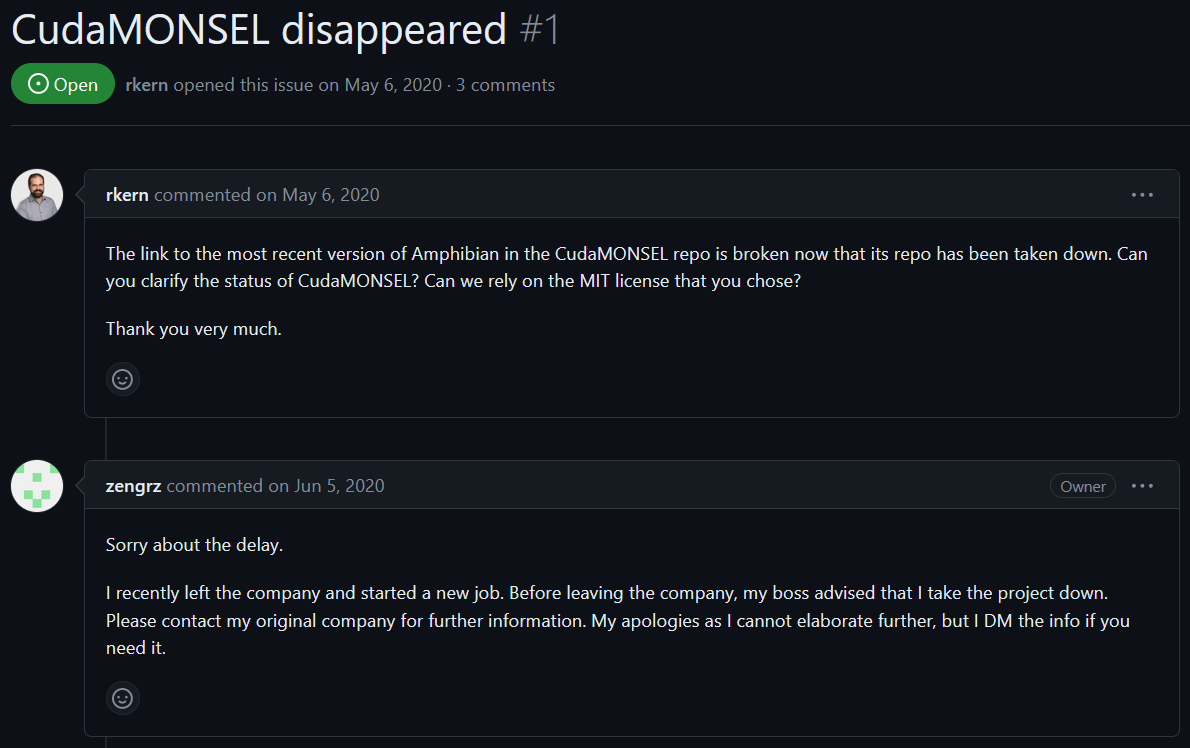 CudaMONSEL disappeared #1
Open rkern opened this issue on May 6, 2020 · 3 comments
rkern commented on May 6, 2020
The link to the most recent version of Amphibian in the CudaMONSEL repo is broken now that its repo has been taken down. Can
you clarify the status of CudaMONSEL? Can we rely on the MIT license that you chose?
Thank you very much.
zengrz commented on Jun 5, 2020 Owner
Sorry about the delay.
I recently left the company and started a new job. Before leaving the company, my boss advised that I take the project down.
Please contact my original company for further information. My apologies as I cannot elaborate further, but I DM the info if you
need it.